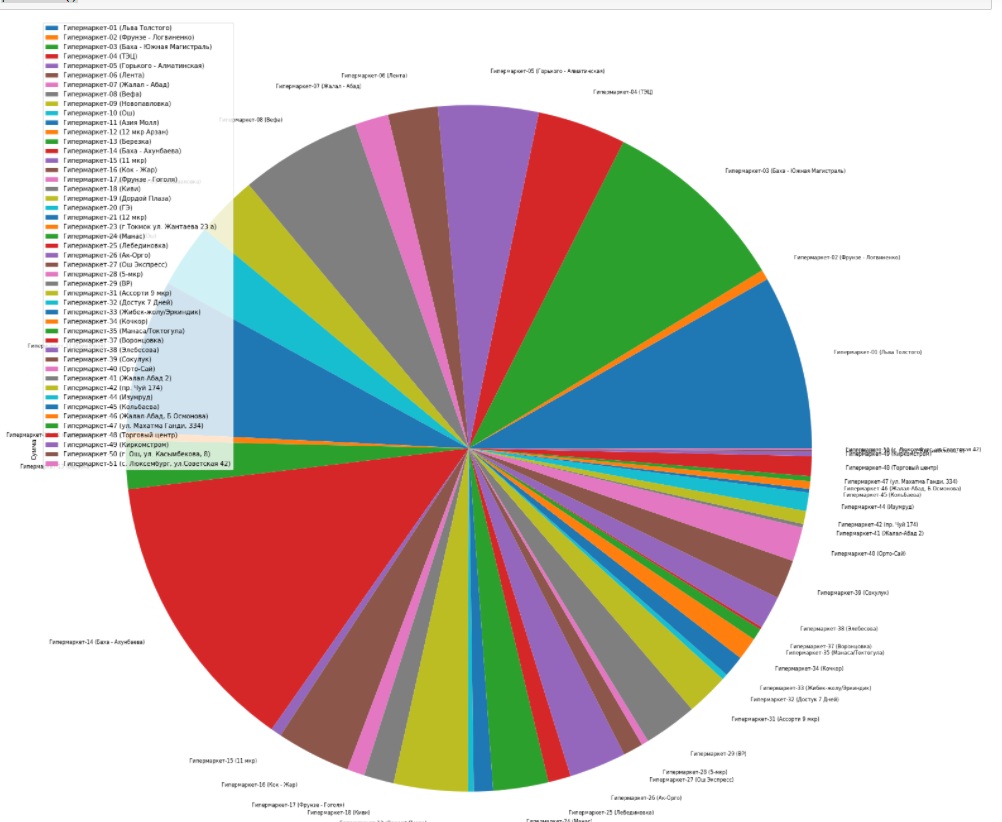 Гипермаркет-01 (Льва Толстого)
Гипермаркет-02 (Фрунзе - Логвиненко)
Гипермаркет-03 (Баха - Южная Магистраль)
Гипермаркет-04 (ТЭЦ)
Гипермаркет-05 (Горького - Алматинская)
Гипермаркет-06 (Лента)
Гипермаркет-07 (Жалал - Абад)
Гипермаркет-08 (Вефа)
Гипермаркет-09 (Новопавловка)
Гипермаркет-10 (Ош)
Гипермаркет-11 (Азия Молл)
Гипермаркет-12 (12 мкр Арзан)
Гипермаркет-13 (Березка)
Гипермаркет-14 (Баха - Ахунбаева)
Гипермаркет-15 (11 мкр)
Гипермаркет-16 (Кок - Жар)
Гипермаркет-17 (Фрунзе - Гоголя)
Гипермаркет-18 (Киви)
Гипермаркет-19 (Дордой Плаза)
Гипермаркет-20 (ГЭ)
Гипермаркет-21 (12 мкр)
Гипермаркет-23 (г.Токмок ул. Жантаева 23 а)
Гипермаркет-24 (Манас)
Гипермаркет-25 (Лебединовка)
Гипермаркет-26 (Ак-Орго)
Гипермаркет-27 (Ош Экспресс)
Гипермаркет-28 (5-мкр)
Гипермаркет-29 (ВР)
Гипермаркет-31 (Ассорти 9 мкр)
Гипермаркет-32 (Достук 7 Дней)
Гипермаркет-33 (Жибек-жолу/Эркиндик)
Гипермаркет-34 (Кочкор)
Гипермаркет-35 (Манаса/Токтогула)
Гипермаркет-37 (Воронцовка)
Гипермаркет-38 (Элебесова)
Гипермаркет-39 (Сокулук)
Гипермаркет-40 (Орто-Сай)
Гипермаркет-41 (Жалал-Абад 2)
Гипермаркет-42 (пр. Чуй 174)
Гипермаркет-44 (Изумруд)
Гипермаркет-45 (Кольбаева)
Гипермаркет-46 (Жалал Абад, Б.Осмонова)
Гипермаркет-47 (ул. Махатма Ганди, 334)
Гипермаркет-48 (Торговый центр)
Гипермаркет-49 (Киркомстром)
Гипермаркет-50 (г. Ош, ул. Касымбекова, 8)
Гипермаркет-51 (с. Люксембург, ул.Советская 42)
Сумма
Гипермаркет-05 (Горького - Алматинская)
Гипермаркет-06 (Лента)
Гипермаркет-07 (Жалал - Абад)
Гипермаркет-04 (ТЭЦ)
Гипермаркет-08 (Вефа)
Гипермаркет-03 (Баха - Южная Магистраль)
Гипермаркет-02 (Фрунзе - Логвиненко)
Гипермаркет-01 (Льва Толстого)
Гипермаркет-48 (Торговый центр)
Гипермаркет-47 (ул. Махатма Ганди, 334)
Гипермаркет-46 (Жалал Абад, Б.Осмонова)
Гипермаркет-45 (Кольбаева)
Гипермаркет-44 (Изумруд)
Гипермаркет-42 (пр. Чуй 174)
Гипермаркет-41 (Жалал-Абад 2)
Гипермаркет-40 (Орто-Сай)
Гипермаркет-39 (Сокулук)
Гипермаркет-38 (Элебесова)
Гипермаркет-37 (Воронцовка)
Гипермаркет-35 (Манаса/Токтогула)
Гипермаркет-34 (Кочкор)
Гипермаркет-33 (Жибек-жолу/Эркиндик)
Гипермаркет-32 (Достук 7 Дней)
Гипермаркет-31 (Ассорти 9 мкр)
Гипермаркет-29 (ВР)
Гипермаркет-28 (5-мкр)
Гипермаркет-27 (Ош Экспресс)
Гипермаркет-26 (Ак-Орго)
Гипермаркет-25 (Лебединовка)
Гипермаркет-24 (Манас)
Гипермаркет-14 (Баха - Ахунбаева)
Гипермаркет-15 (11 мкр)
Гипермаркет-16 (Кок - Жар)
Гипермаркет-17 (Фрунзе - Гоголя)
Гипермаркет-18 (Киви)